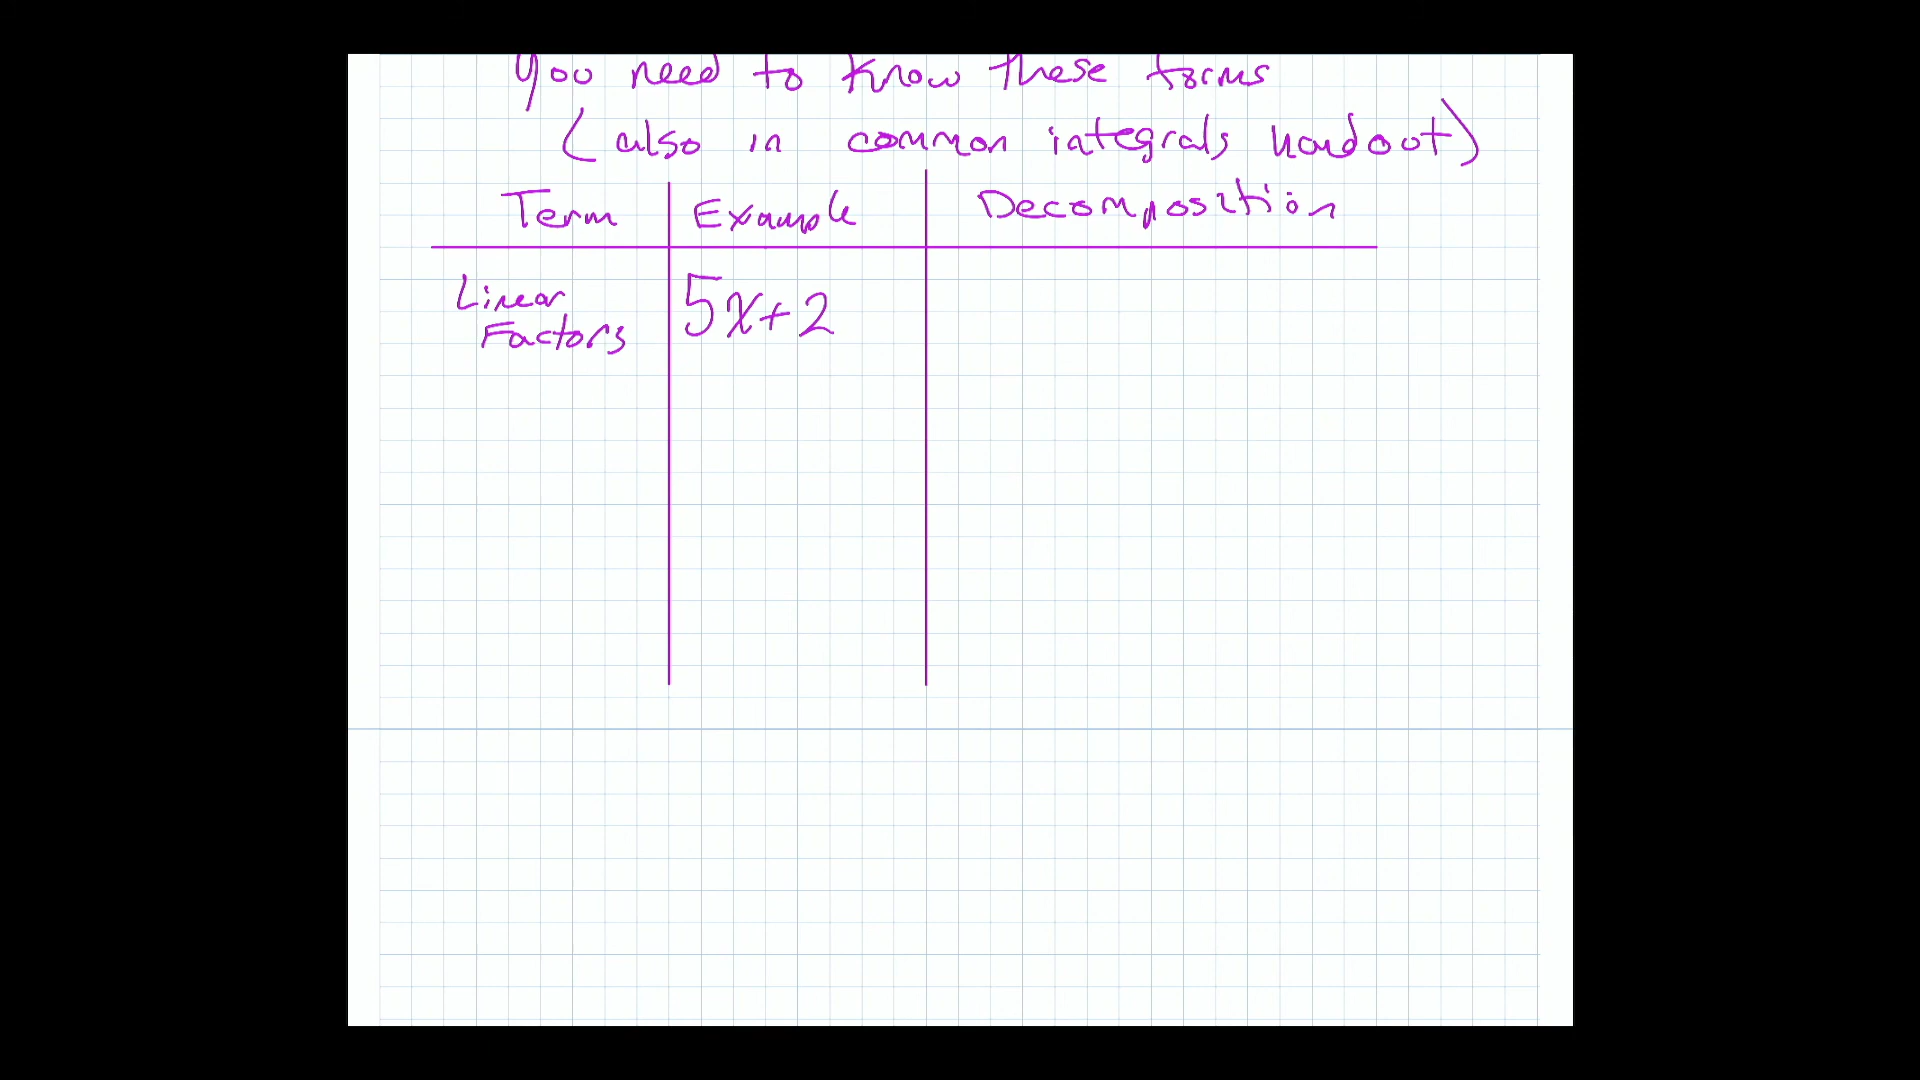 you need to know these forms
(also in common integrals handout)
Term Example Decomposition
Linear 5x+2
Factors